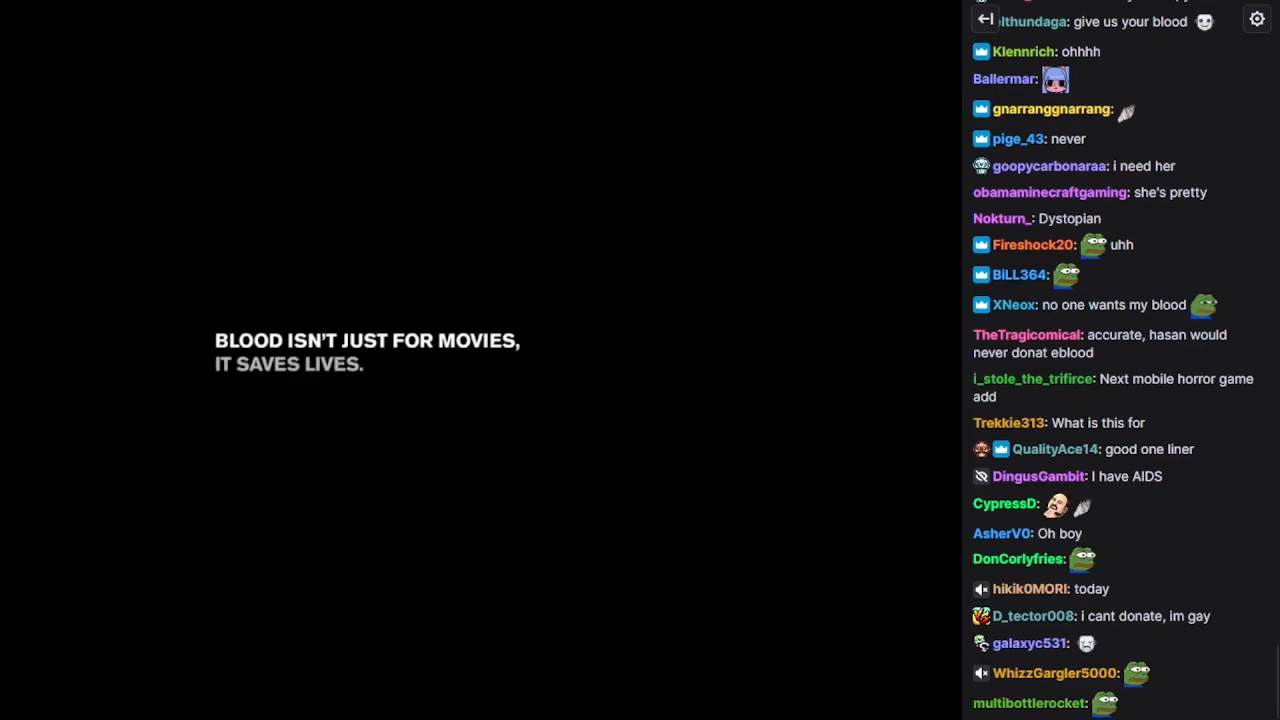 BLOOD ISN'T JUST FOR MOVIES,
IT SAVES LIVES.
lthundaga: give us your blood
Klennrich: ohhhh
Ballermar:
gnarranggnarrang:
pige_43: never
goopycarbonaraa: i need her
obamaminecraftgaming: she's pretty
Nokturn_: Dystopian
Fireshock20: uhh
BiLL364:
XNeox: no one wants my blood
TheTragicomical: accurate, hasan would
never donat eblood
i_stole_the_trifirce: Next mobile horror game
add
Trekkie313: What is this for
QualityAce14: good one liner
DingusGambit: I have AIDS
CypressD:
AsherV0: Oh boy
DonCorlyfries:
hikik0MORI: today
D_tector008: i cant donate, im gay
galaxyc531:
WhizzGargler5000:
multibottlerocket: